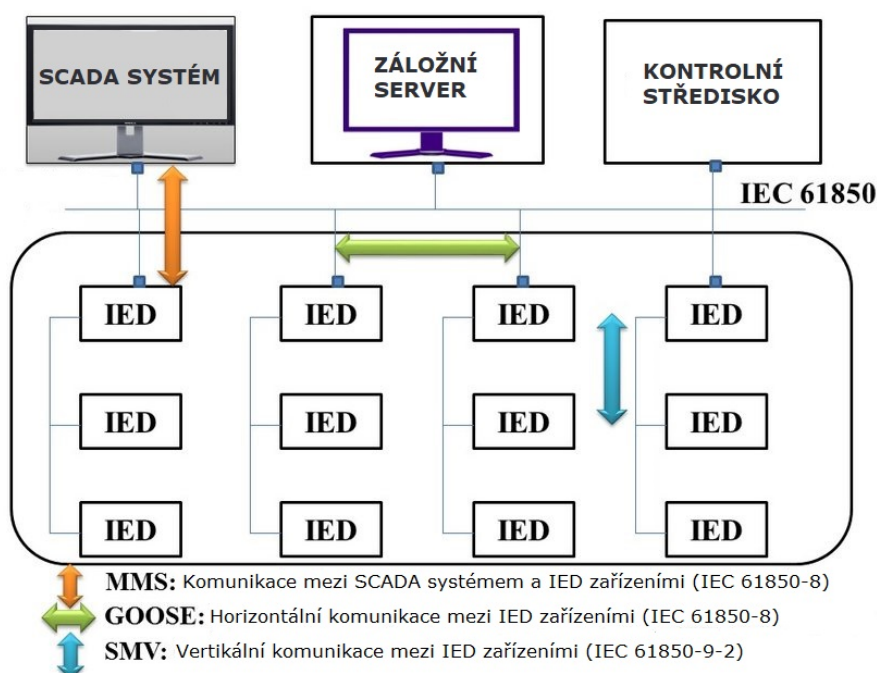 SCADA SYSTÉM
ZÁLOŽNÍ
SERVER
KONTROLNÍ
STŘEDISKO
IEC 61850
IED IED IED IED
IED IED IED IED
IED IED IED IED
MMS: Komunikace mezi SCADA systémem a IED zařízeními (IEC 61850-8)
GOOSE: Horizontální komunikace mezi IED zařízeními (IEC 61850-8)
SMV: Vertikální komunikace mezi IED zařízeními (IEC 61850-9-2)